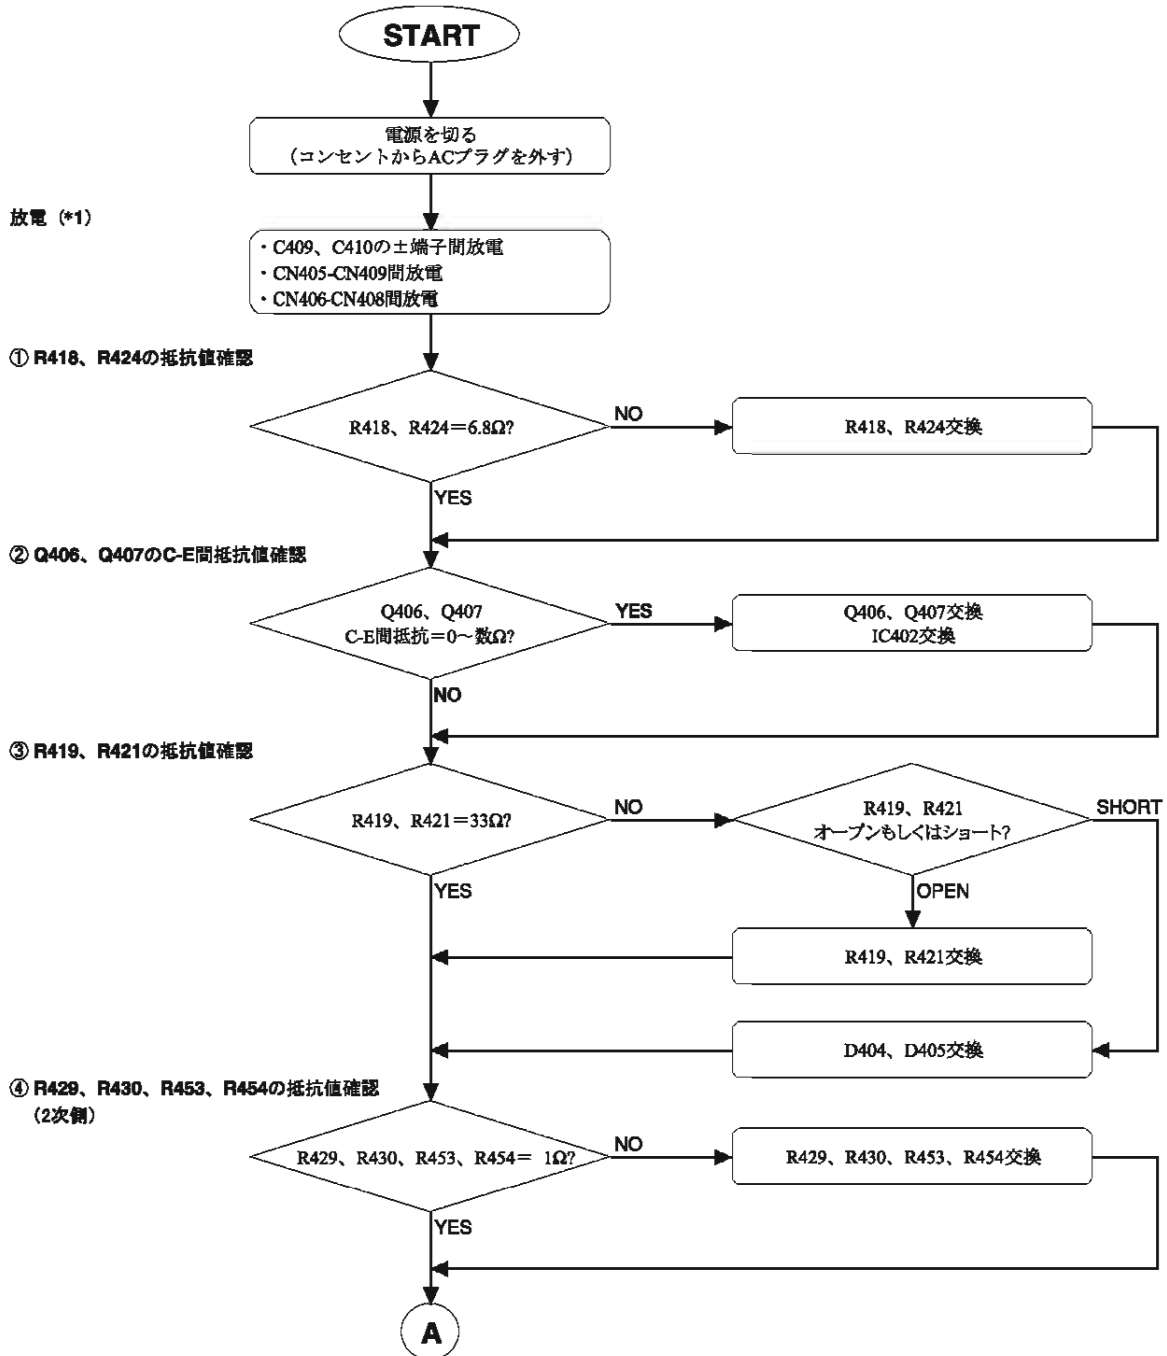 START
電源を切る
（コンセントからACプラグを外す）
放電（*1）
・C409、C410の±端子間放電
・CN405-CN409間放電
・CN406-CN408間放電
① R418、R424の抵抗値確認
R418、R424＝6.8Ω?
NO
R418、R424交換
YES
② Q406、Q407のC-E間抵抗値確認
Q406、Q407
C-E間抵抗＝0～数Ω?
YES
Q406、Q407交換
IC402交換
NO
③ R419、R421の抵抗値確認
R419、R421＝33Ω?
NO
R419、R421
オープンもしくはショート?
SHORT
YES
OPEN
R419、R421交換
D404、D405交換
④ R429、R430、R453、R454の抵抗値確認
（2次側）
R429、R430、R453、R454＝ 1Ω?
NO
R429、R430、R453、R454交換
YES
A